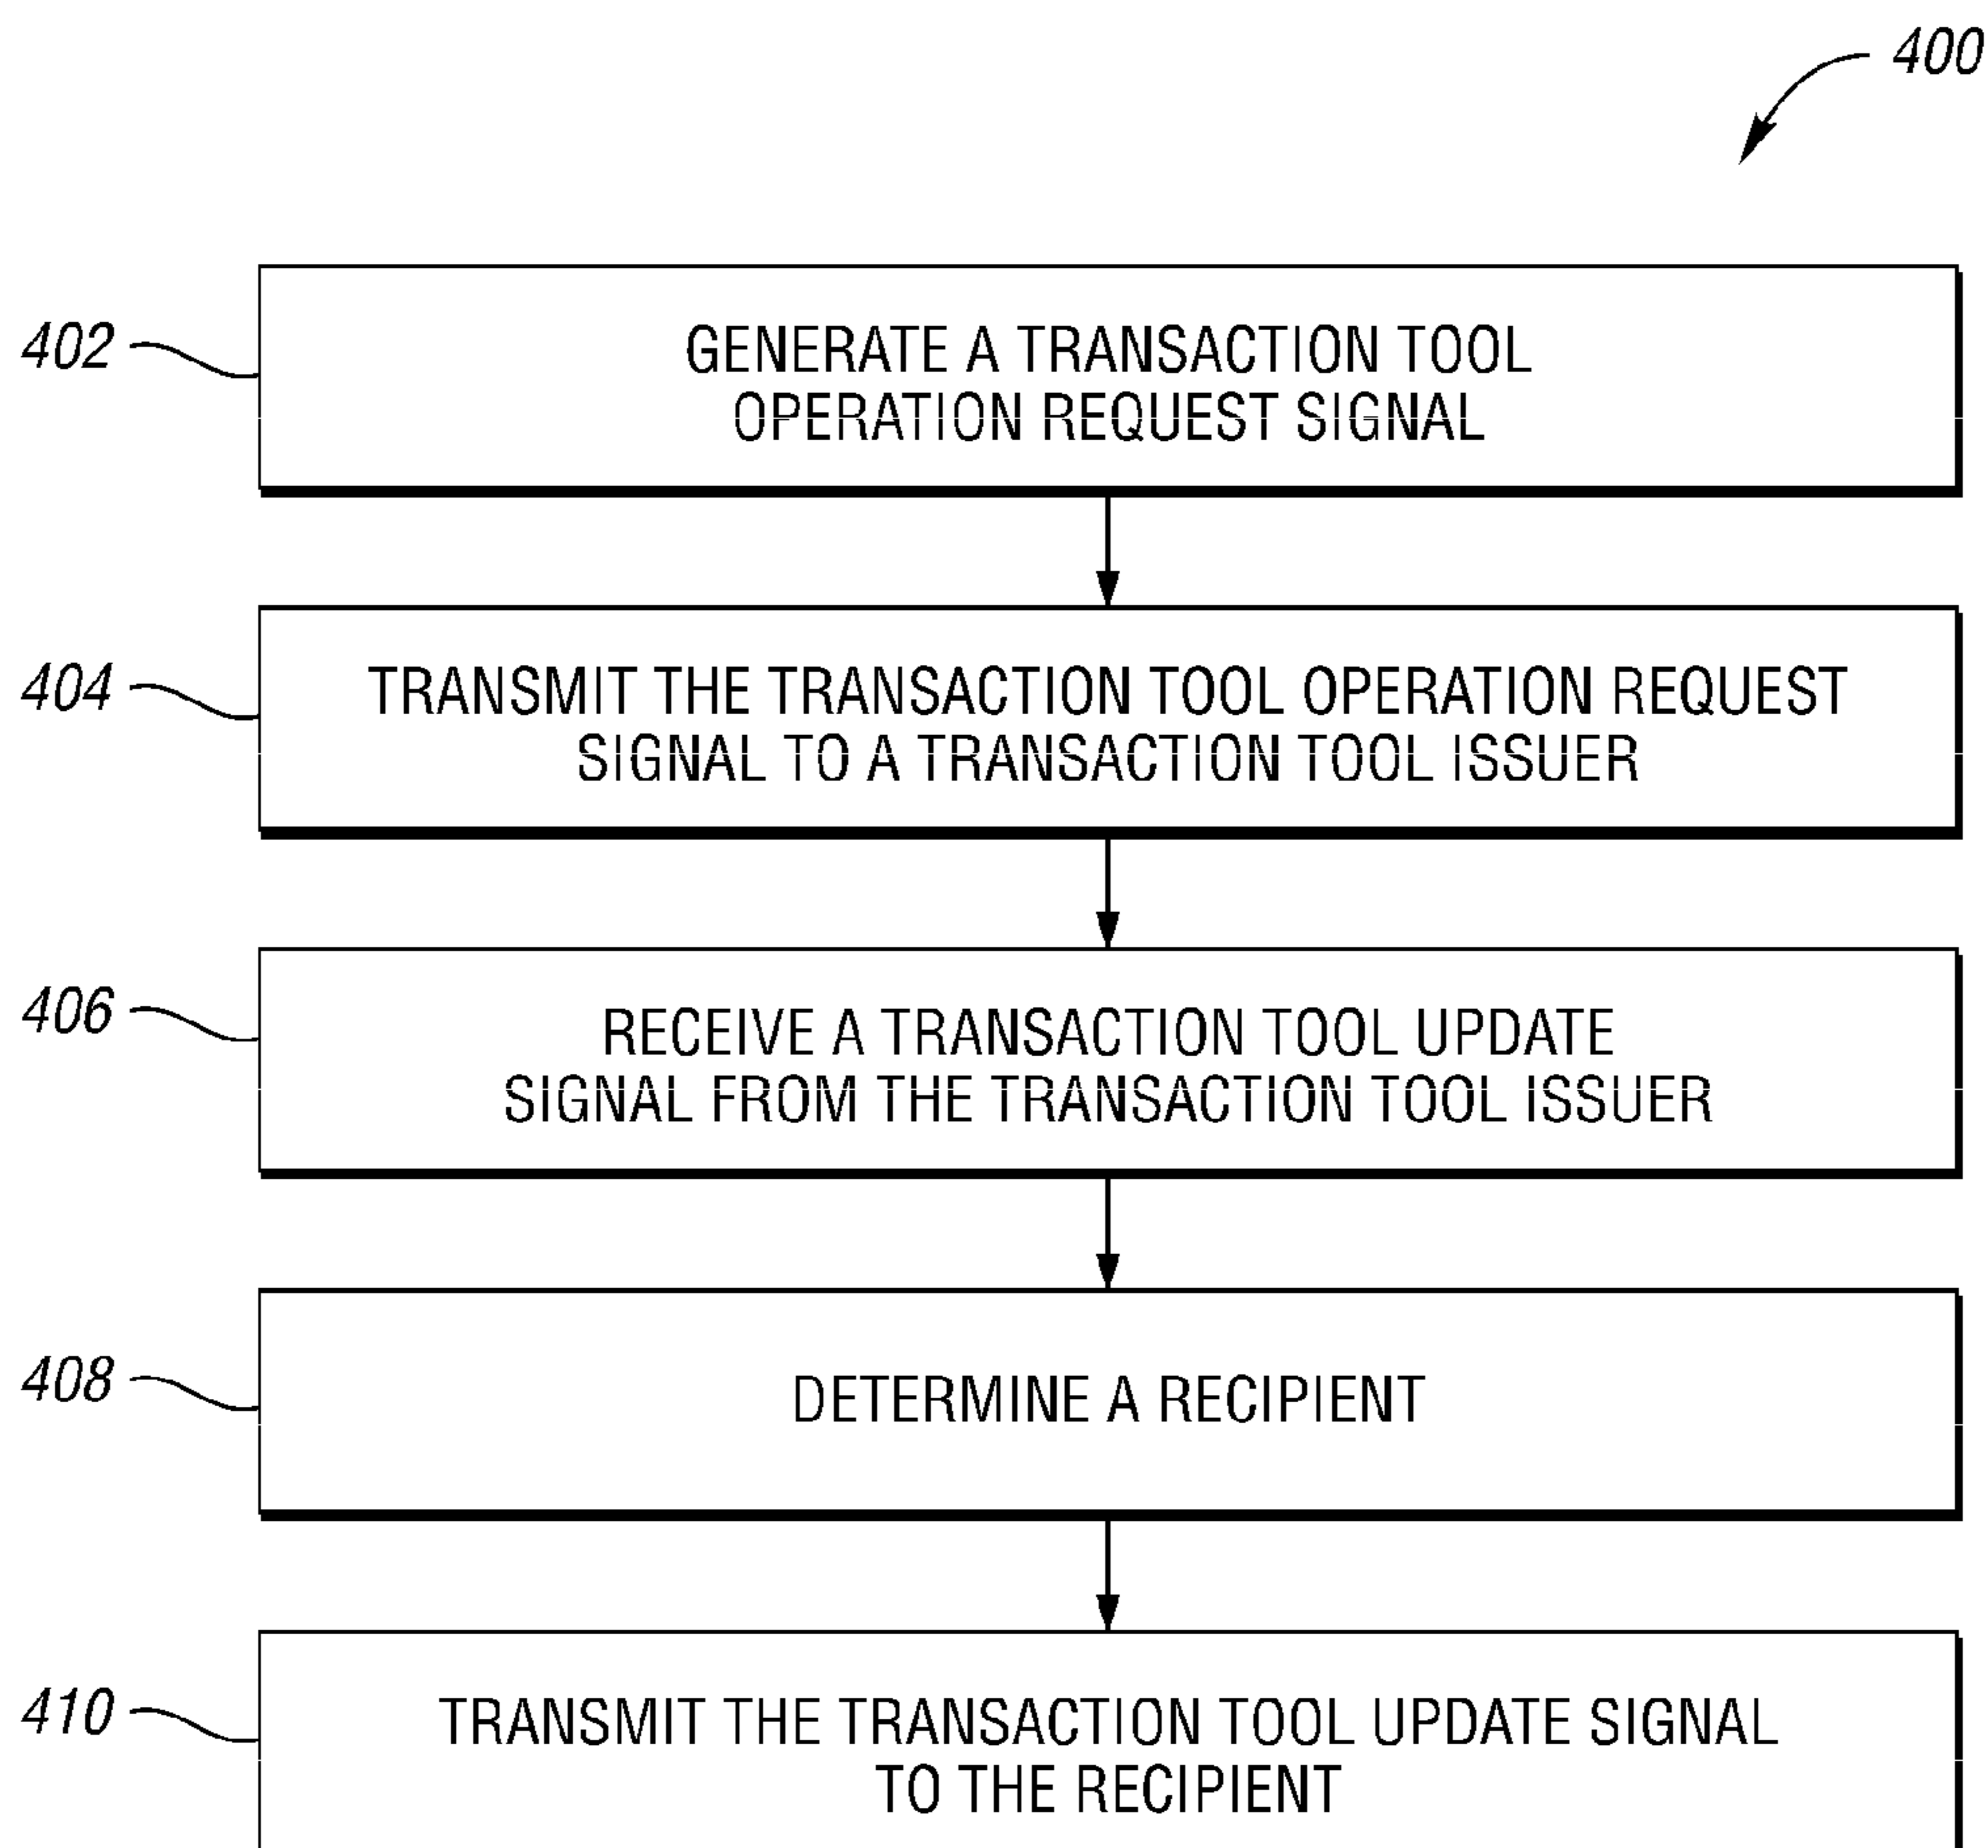 400
402
GENERATE A TRANSACTION TOOL
OPERATION REQUEST SIGNAL
404
TRANSMIT THE TRANSACTION TOOL OPERATION REQUEST
SIGNAL TO A TRANSACTION TOOL ISSUER
406
RECEIVE A TRANSACTION TOOL UPDATE
SIGNAL FROM THE TRANSACTION TOOL ISSUER
408
DETERMINE A RECIPIENT
410
TRANSMIT THE TRANSACTION TOOL UPDATE SIGNAL
TO THE RECIPIENT